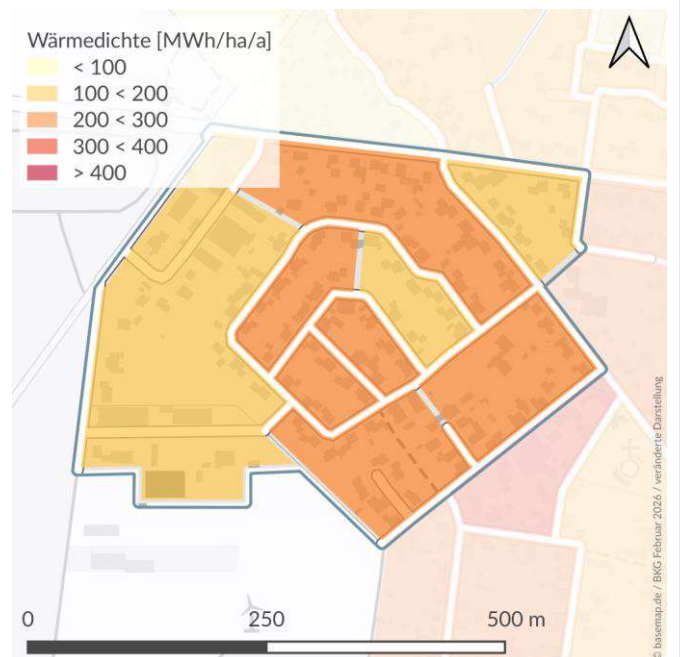 Wärmedichte [MWh/ha/a]
< 100
100 < 200
200 < 300
300 < 400
> 400
0 250 500 m
© basemap.de / BKG Februar 2026 / veränderte Darstellung